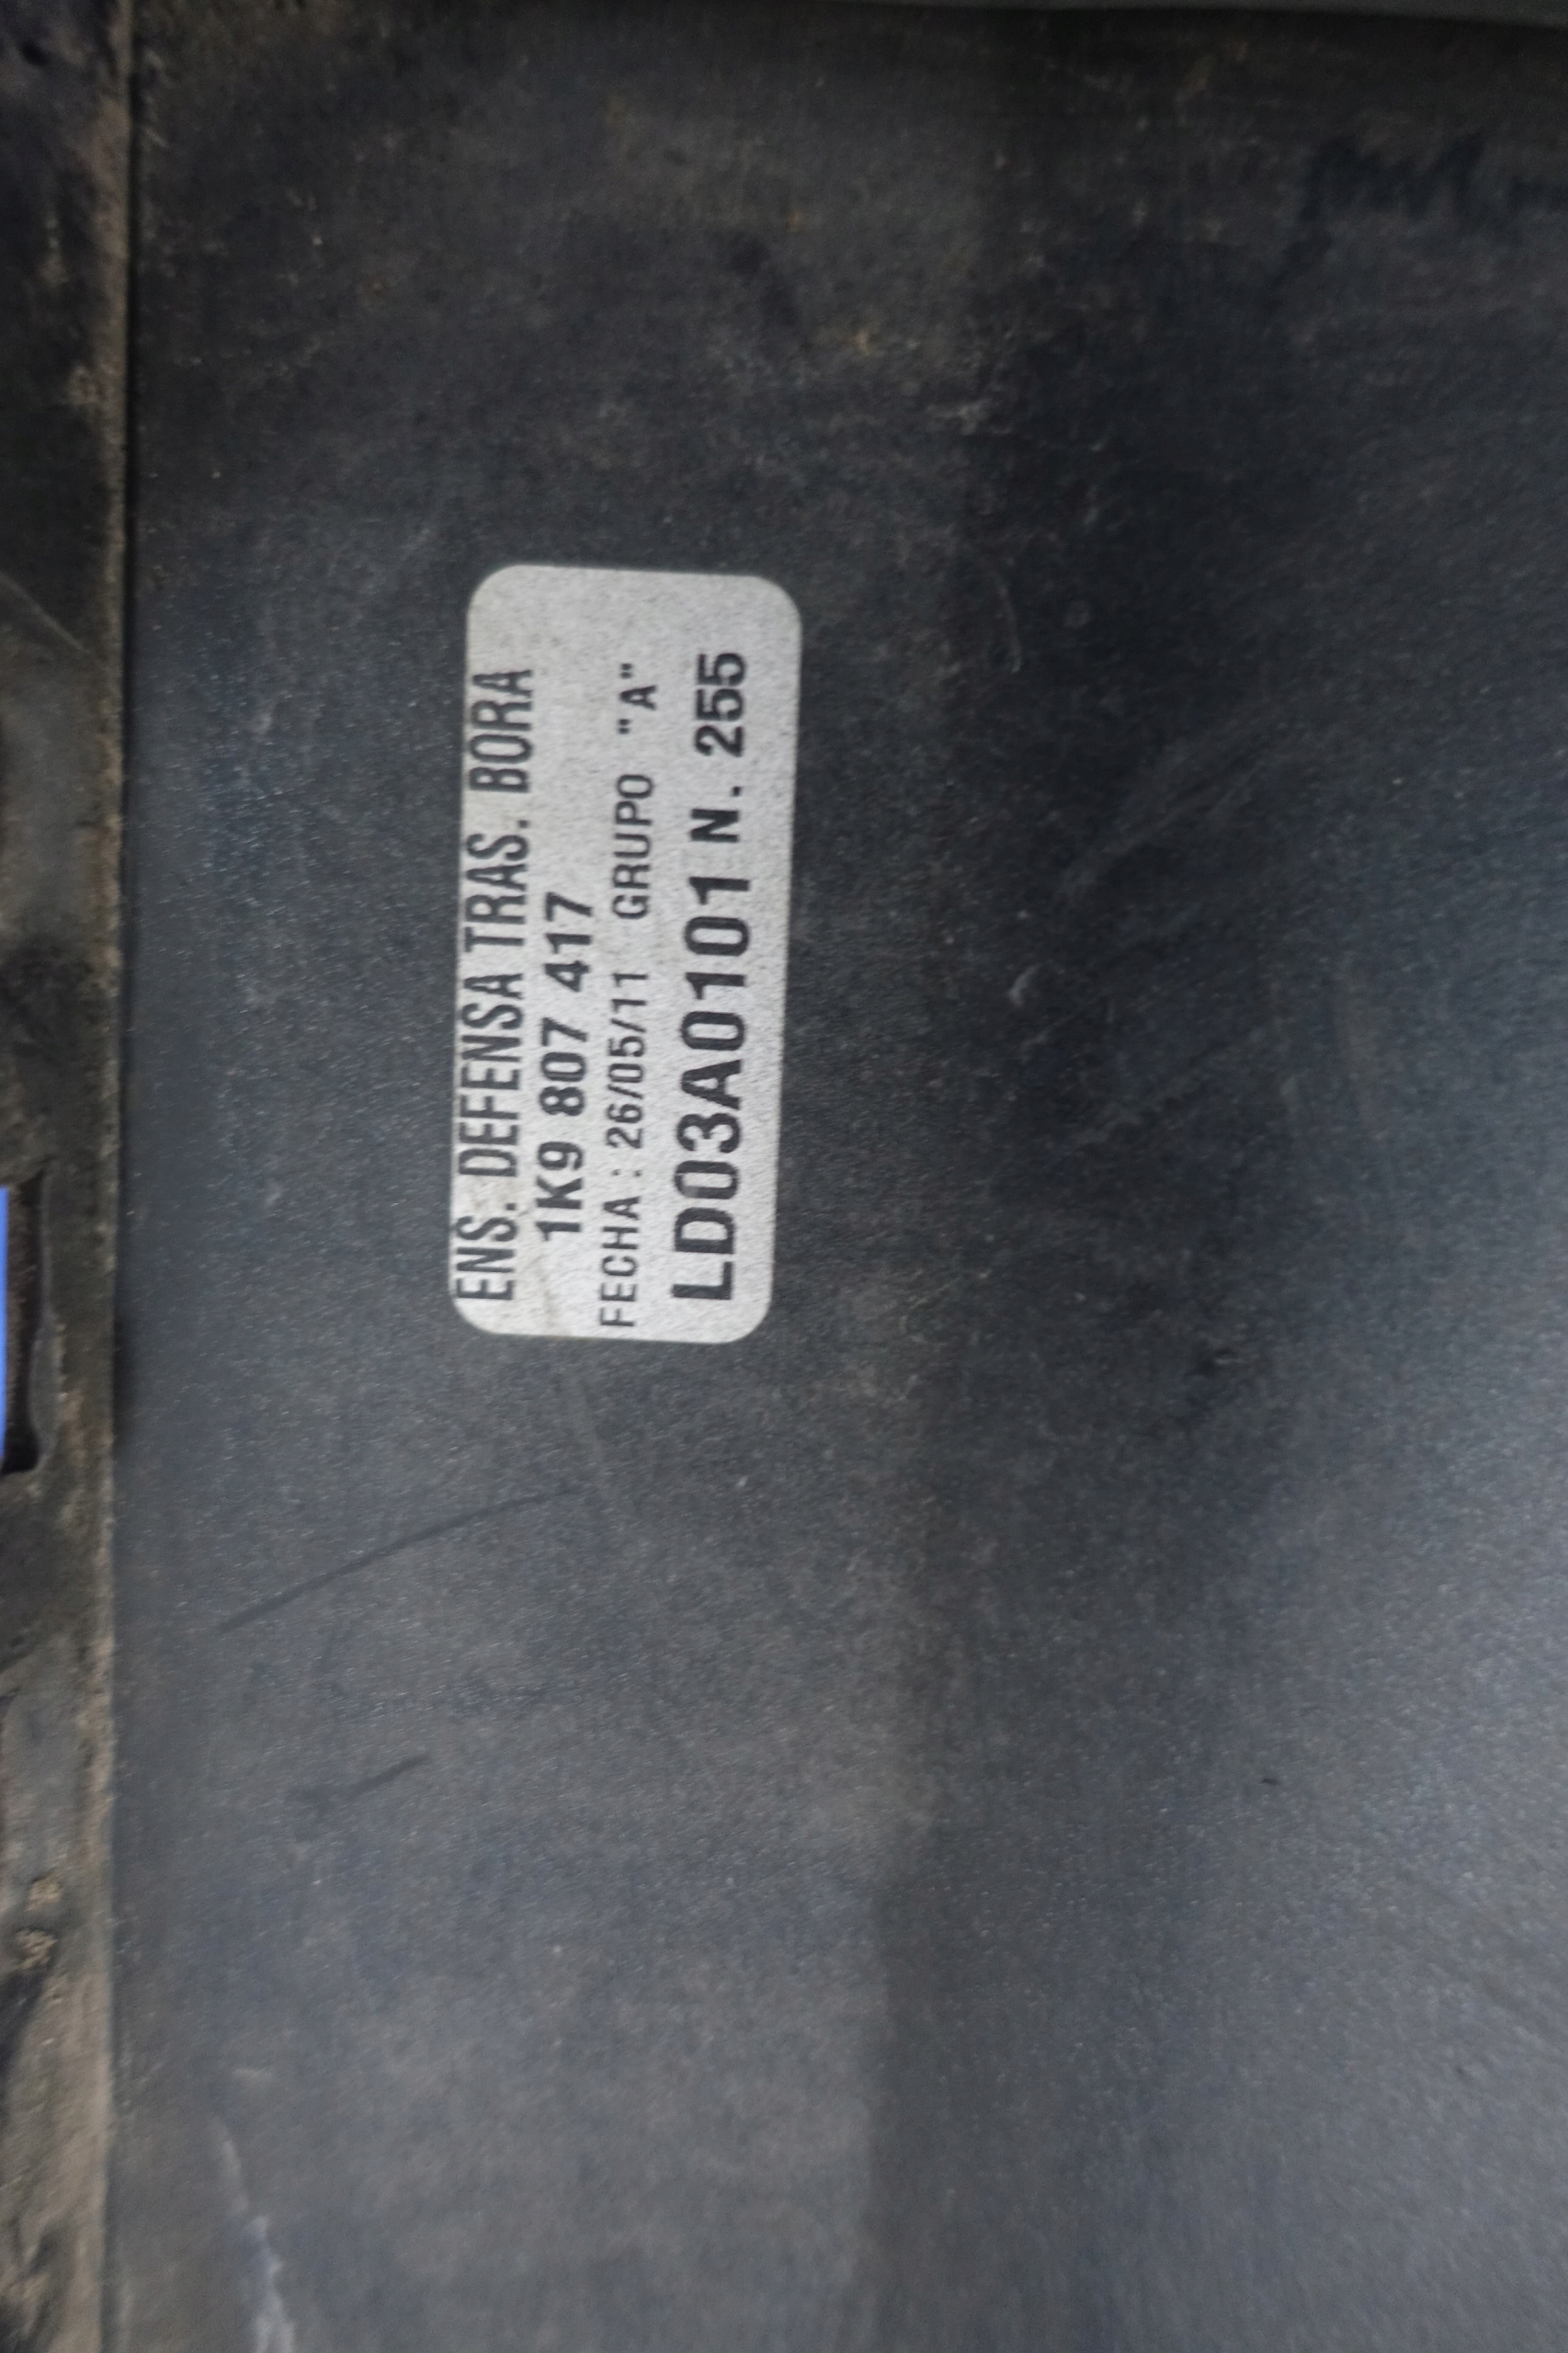 ENS. DEFENSA TRAS. BORA
1K9 807 417
FECHA : 26/05/11 GRUPO "A"
LD03A0101 N. 255